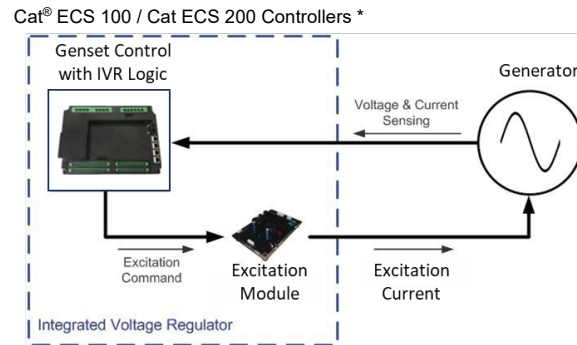 Cat® ECS 100 / Cat ECS 200 Controllers *
Genset Control
with IVR Logic
Generator
Voltage & Current
Sensing
Excitation
Command
Excitation
Module
Excitation
Current
Integrated Voltage Regulator